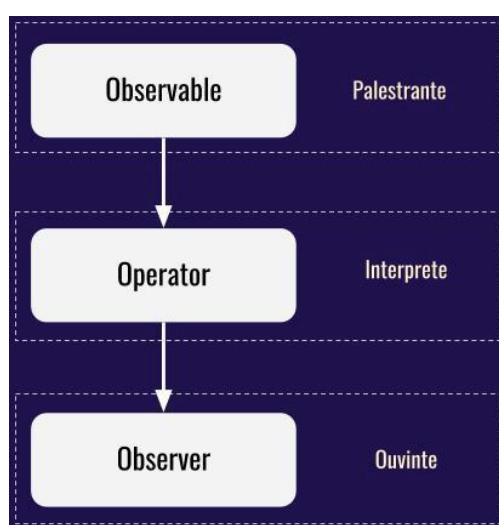 Observable
Palestrante
Operator
Interprete
Observer
Ouvinte